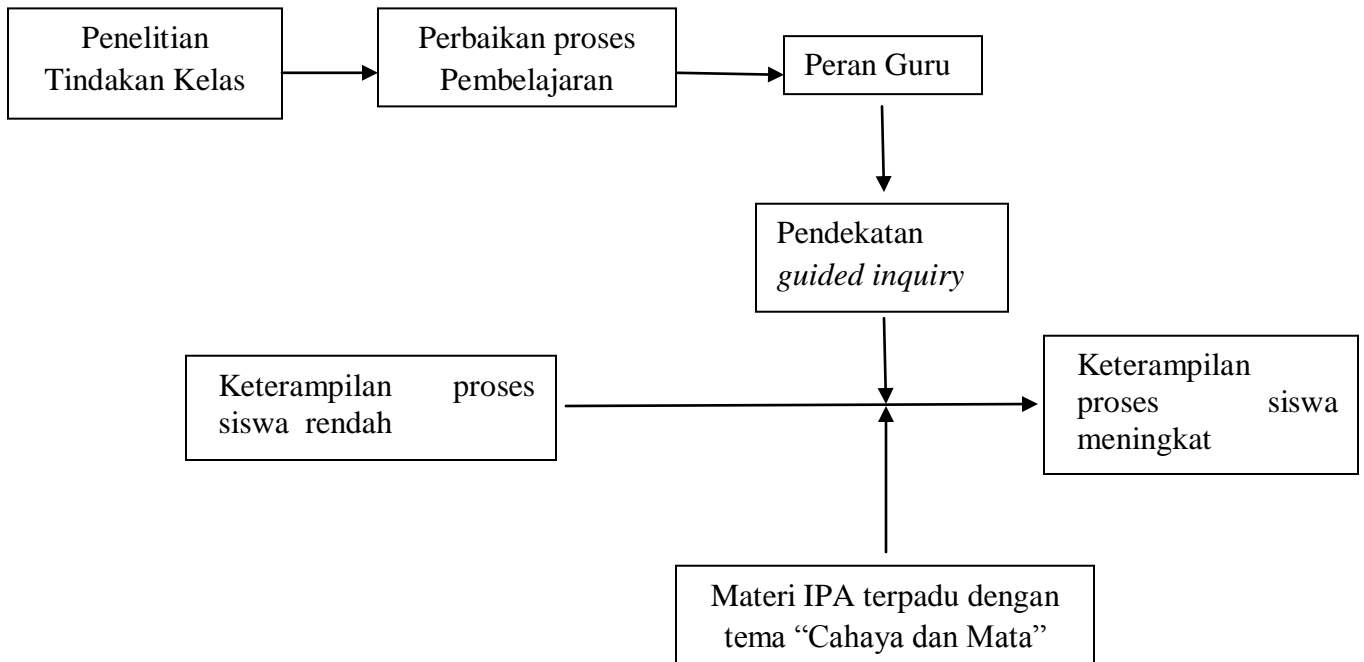 Penelitian
Tindakan Kelas
Perbaikan proses
Pembelajaran
Peran Guru
Pendekatan
guided inquiry
Keterampilan proses
siswa rendah
Keterampilan
proses siswa
meningkat
Materi IPA terpadu dengan
tema “Cahaya dan Mata”